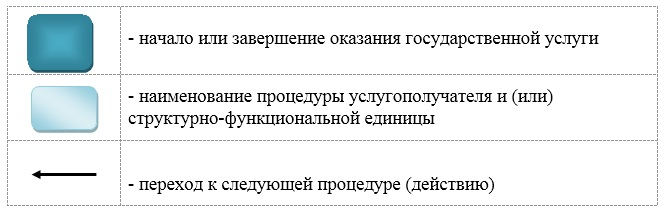 - начало или завершение оказания государственной услуги
- наименование процедуры услугополучателя и (или)
структурно-функциональной единицы
- переход к следующей процедуре (действию)